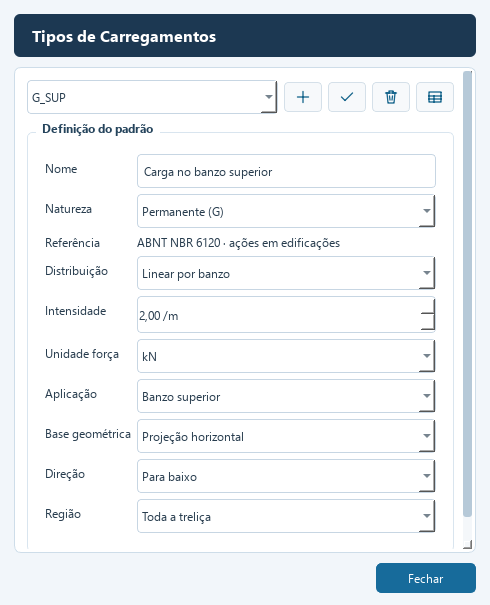 Tipos de Carregamentos
G_SUP
Definição do padrão
Nome Carga no banzo superior
Natureza Permanente (G)
Referência ABNT NBR 6120 · ações em edificações
Distribuição Linear por banzo
Intensidade 2,00 /m
Unidade força kN
Aplicação Banzo superior
Base geométrica Projeção horizontal
Direção Para baixo
Região Toda a treliça
Fechar